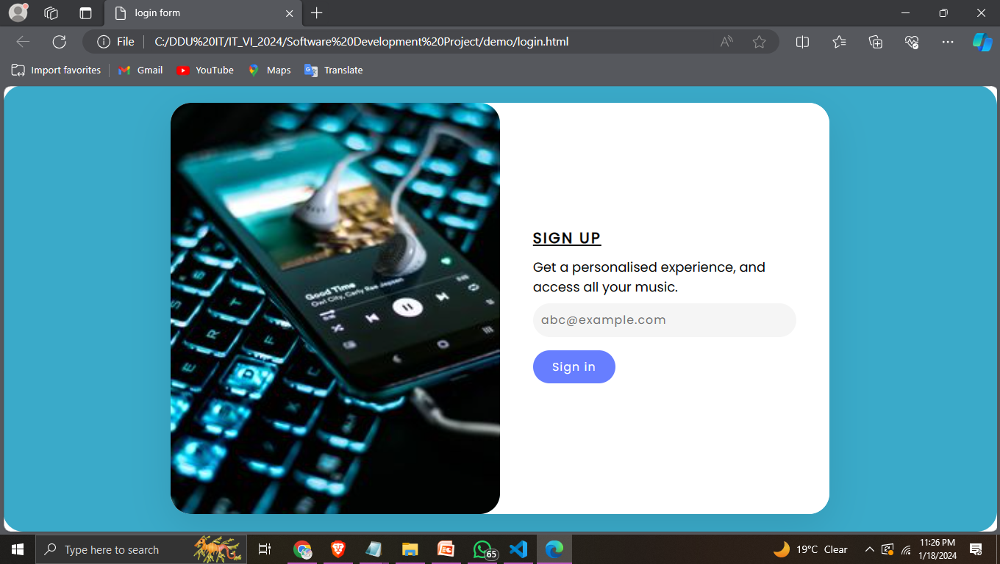 login form
File
C:/DDU%20IT/IT_VI_2024/Software%20Development%20Project/demo/login.html
Import favorites
Gmail
YouTube
Maps
Translate
Good Time
Owl City, Carly Rae Jepsen
SIGN UP
Get a personalised experience, and
access all your music.
abc@example.com
Sign in
Type here to search
65
19°C Clear
11:26 PM
1/18/2024